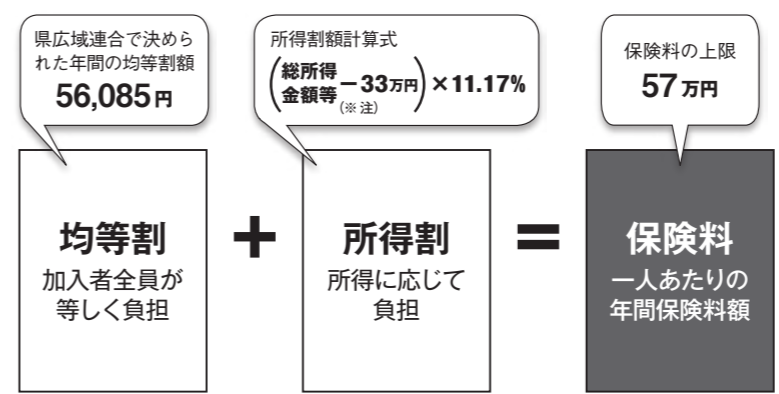 県広域連合で決めら
れた年間の均等割額
56,085円
所得割額計算式
(総所得金額等－33万円)×11.17%
(※注)
保険料の上限
57万円
均等割
加入者全員が
等しく負担
＋
所得割
所得に応じて
負担
＝
保険料
一人あたりの
年間保険料額